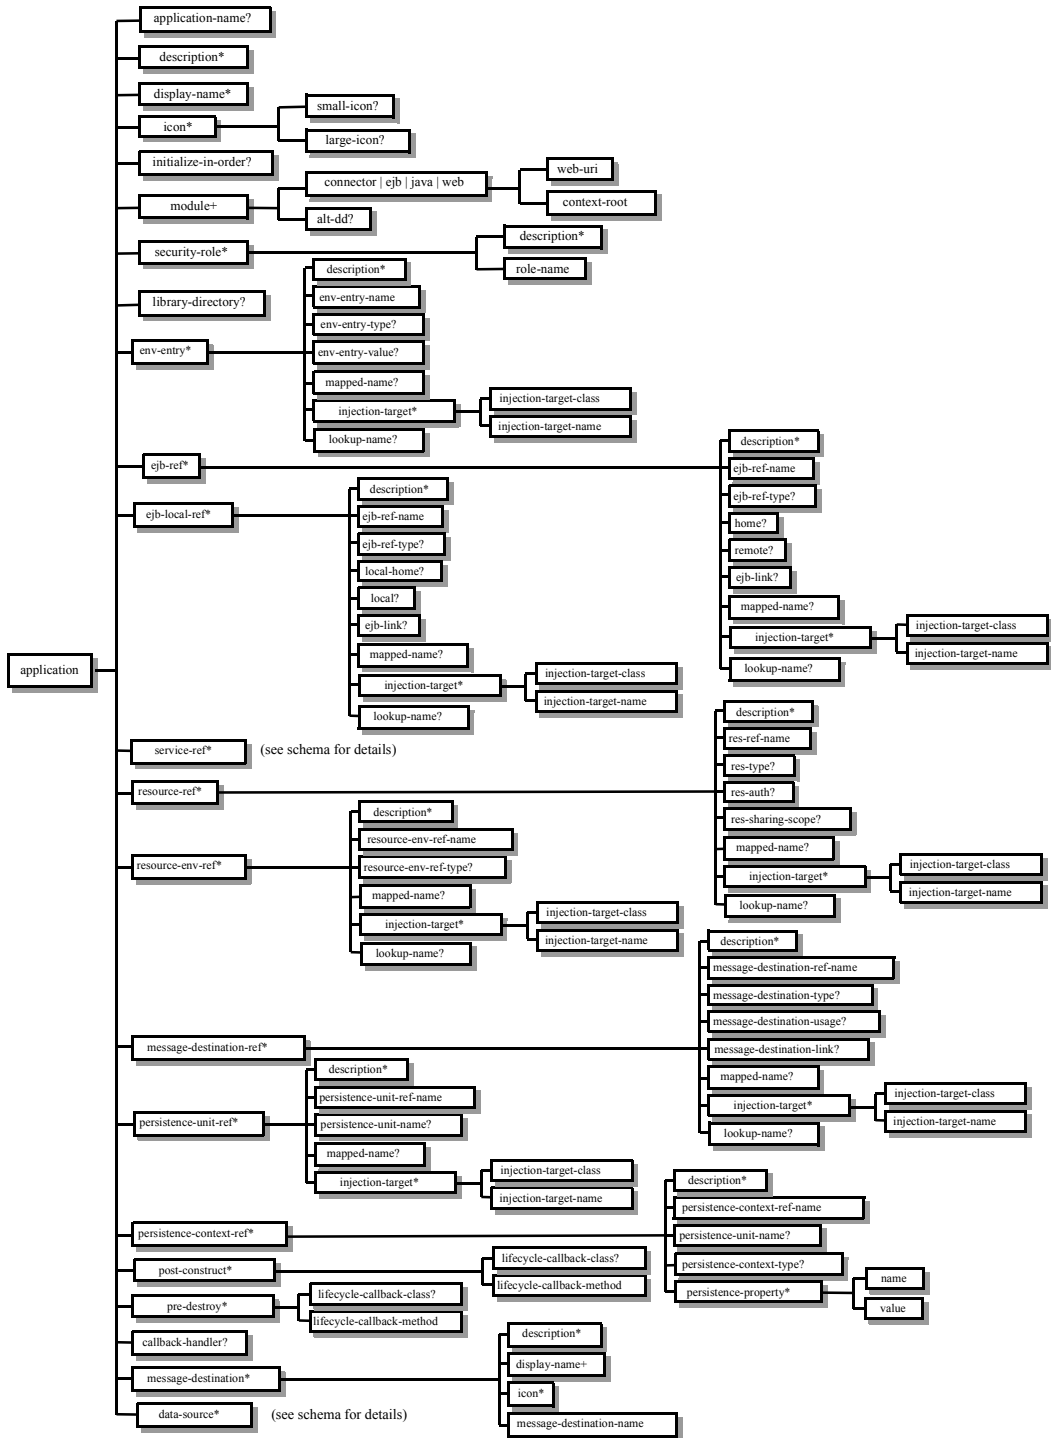 application
application-name?
description*
display-name*
icon*
small-icon?
large-icon?
initialize-in-order?
module+
connector | ejb | java | web
web-uri
context-root
alt-dd?
security-role*
description*
role-name
library-directory?
env-entry*
description*
env-entry-name
env-entry-type?
env-entry-value?
mapped-name?
injection-target*
injection-target-class
injection-target-name
lookup-name?
ejb-ref*
description*
ejb-ref-name
ejb-ref-type?
home?
remote?
ejb-link?
mapped-name?
injection-target*
injection-target-class
injection-target-name
lookup-name?
ejb-local-ref*
description*
ejb-ref-name
ejb-ref-type?
local-home?
local?
ejb-link?
mapped-name?
injection-target*
injection-target-class
injection-target-name
lookup-name?
service-ref* (see schema for details)
resource-ref*
description*
res-ref-name
res-type?
res-auth?
res-sharing-scope?
mapped-name?
injection-target*
injection-target-class
injection-target-name
lookup-name?
resource-env-ref*
description*
resource-env-ref-name
resource-env-ref-type?
mapped-name?
injection-target*
injection-target-class
injection-target-name
lookup-name?
message-destination-ref*
description*
message-destination-ref-name
message-destination-type?
message-destination-usage?
message-destination-link?
mapped-name?
injection-target*
injection-target-class
injection-target-name
lookup-name?
persistence-unit-ref*
description*
persistence-unit-ref-name
persistence-unit-name?
mapped-name?
injection-target*
injection-target-class
injection-target-name
persistence-context-ref*
description*
persistence-context-ref-name
persistence-unit-name?
persistence-context-type?
persistence-property*
name
value
post-construct*
lifecycle-callback-class?
lifecycle-callback-method
pre-destroy*
lifecycle-callback-class?
lifecycle-callback-method
callback-handler?
message-destination*
description*
display-name+
icon*
message-destination-name
data-source* (see schema for details)